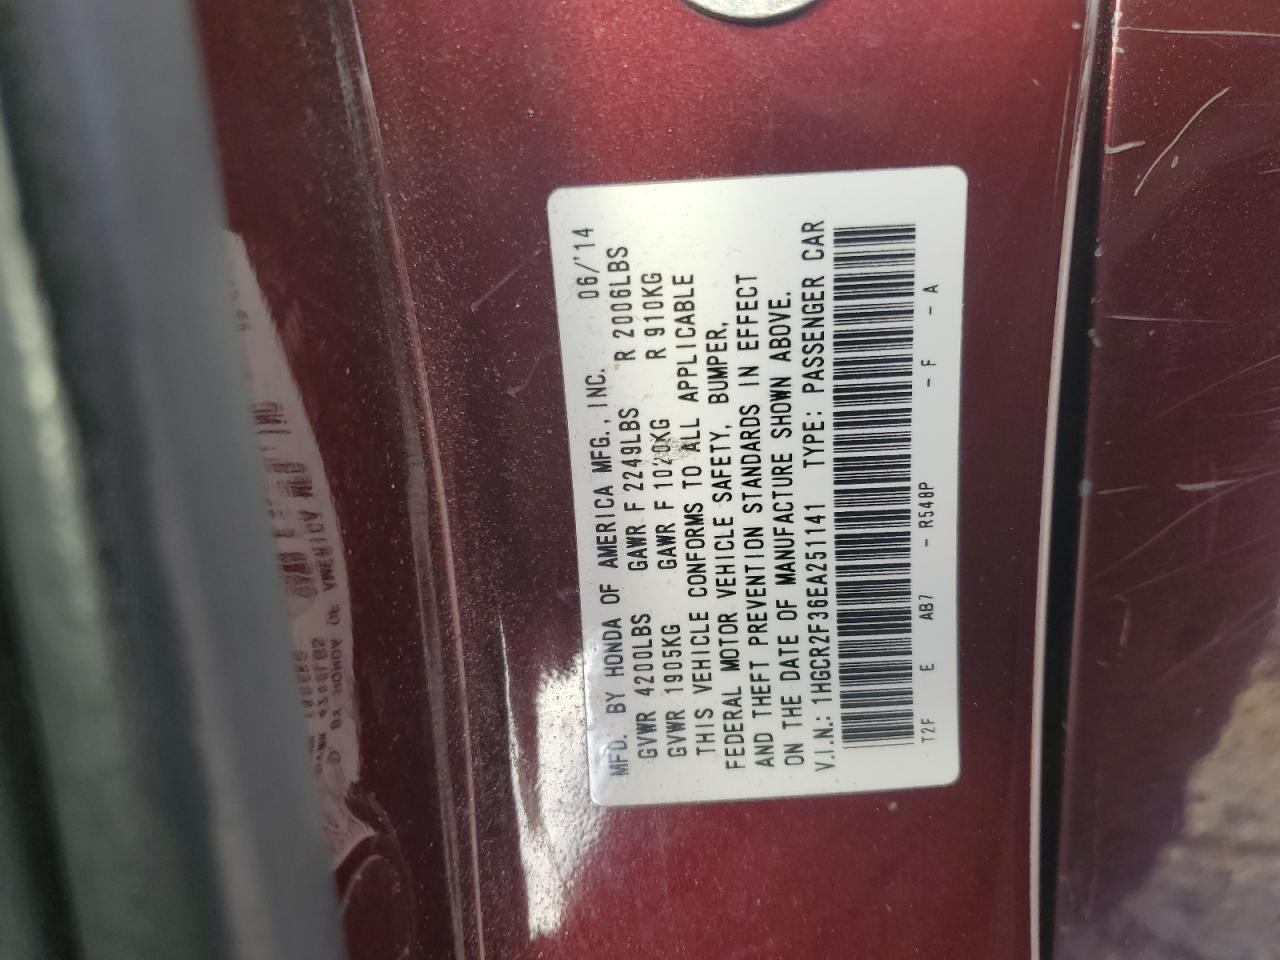 MFD. BY HONDA OF AMERICA MFG., INC. 06/'14
GVWR 4200LBS GAWR F 2249LBS R 2006LBS
GVWR 1905KG GAWR F 1020KG R 910KG
THIS VEHICLE CONFORMS TO ALL APPLICABLE
FEDERAL MOTOR VEHICLE SAFETY, BUMPER,
AND THEFT PREVENTION STANDARDS IN EFFECT
ON THE DATE OF MANUFACTURE SHOWN ABOVE.
V.I.N.: 1HGCR2F36EA251141 TYPE: PASSENGER CAR
T2F E AB7 - R548P - F - A